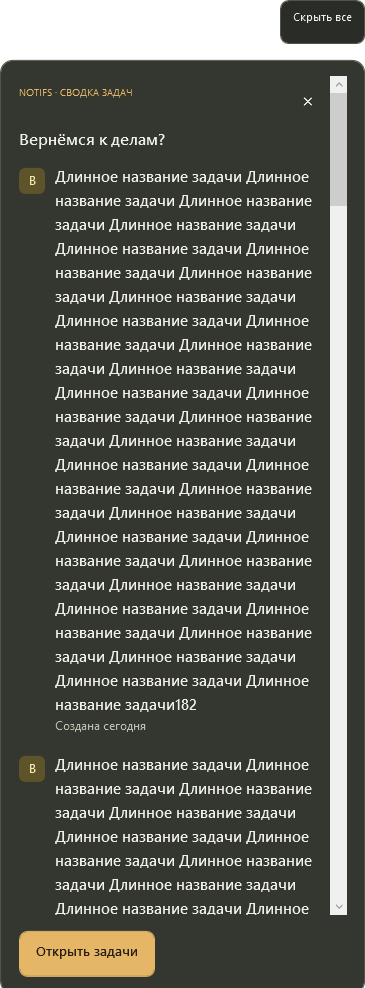 Скрыть все
NOTIFS · СВОДКА ЗАДАЧ
×
Вернёмся к делам?
В
Длинное название задачи Длинное
название задачи Длинное название
задачи Длинное название задачи
Длинное название задачи Длинное
название задачи Длинное название
задачи Длинное название задачи
Длинное название задачи Длинное
название задачи Длинное название
задачи Длинное название задачи
Длинное название задачи Длинное
название задачи Длинное название
задачи Длинное название задачи
Длинное название задачи Длинное
название задачи Длинное название
задачи Длинное название задачи
Длинное название задачи Длинное
название задачи Длинное название
задачи Длинное название задачи
Длинное название задачи Длинное
название задачи Длинное название
задачи Длинное название задачи
Длинное название задачи Длинное
название задачи182
Создана сегодня
В
Длинное название задачи Длинное
название задачи Длинное название
задачи Длинное название задачи
Длинное название задачи Длинное
название задачи Длинное название
задачи Длинное название задачи
Длинное название задачи Длинное
Открыть задачи